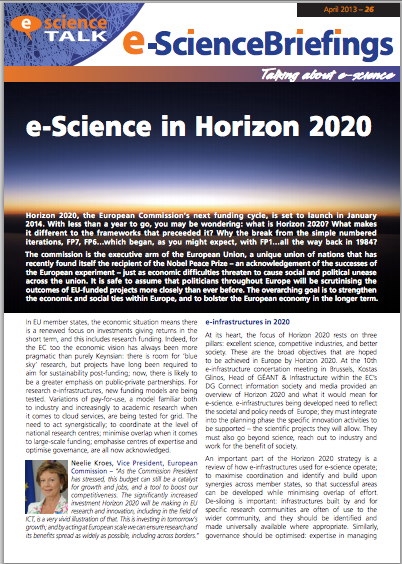 April 2013 – 26
e science
TALK
e-ScienceBriefings
Talking about e-science
e-Science in Horizon 2020
Horizon 2020, the European Commission's next funding cycle, is set to launch in January
2014. With less than a year to go, you may be wondering: what is Horizon 2020? What makes
it different to the frameworks that preceeded it? Why the break from the simple numbered
iterations, FP7, FP6...which began, as you might expect, with FP1...all the way back in 1984?
The commission is the executive arm of the European Union, a unique union of nations that has
recently found itself the recipient of the Nobel Peace Prize – an acknowledgement of the successes of
the European experiment – just as economic difficulties threaten to cause social and political unease
across the union. It is safe to assume that politicians throughout Europe will be scrutinising the
outcomes of EU-funded projects more closely than ever before. The overarching goal is to strengthen
the economic and social ties within Europe, and to bolster the European economy in the longer term.
In EU member states, the economic situation means there
is a renewed focus on investments giving returns in the
short term, and this includes research funding. Indeed, for
the EC too the economic vision has always been more
pragmatic than purely Keynsian: there is room for 'blue
sky' research, but projects have long been required to
aim for sustainability post-funding; now, there is likely to
be a greater emphasis on public-private partnerships. For
research e-infrastructures, new funding models are being
tested. Variations of pay-for-use, a model familiar both
to industry and increasingly to academic research when
it comes to cloud services, are being tested for grid. The
need to act synergistically; to coordinate at the level of
national research centres; minimise overlap when it comes
to large-scale funding; emphasise centres of expertise and
optimise governance, are all now acknowledged.
Neelie Kroes, Vice President, European
Commission – "As the Commission President
has stressed, this budget can still be a catalyst
for growth and jobs, and a tool to boost our
competitiveness. The significantly increased
investment Horizon 2020 will be making in EU
research and innovation, including in the field of
ICT, is a very vivid illustration of that. This is investing in tomorrow's
growth; and by acting at European scale we can ensure research and
its benefits spread as widely as possible, including across borders."
e-infrastructures in 2020
At its heart, the focus of Horizon 2020 rests on three
pillars: excellent science, competitive industries, and better
society. These are the broad objectives that are hoped
to be achieved in Europe by Horizon 2020. At the 10th
e-Infrastructure concertation meeting in Brussels, Kostas
Glinos, Head of GÉANT & Infrastructure within the EC's
DG Connect information society and media provided an
overview of Horizon 2020 and what it would mean for
e-science. e-infrastructures being developed need to reflect
the societal and policy needs of Europe; they must integrate
into the planning phase the specific innovation activities to
be supported – the scientific projects they will allow. They
must also go beyond science, reach out to industry and
work for the benefit of society.
An important part of the Horizon 2020 strategy is a
review of how e-infrastructures used for e-science operate;
to maximise coordination and identify and build upon
synergies across member states, so that successful areas
can be developed while minimising overlap of effort.
De-siloing is important: infrastructures built by and for
specific research communities are often of use to the
wider community, and they should be identified and
made universally available where appropriate. Similarly,
governance should be optimised: expertise in managing